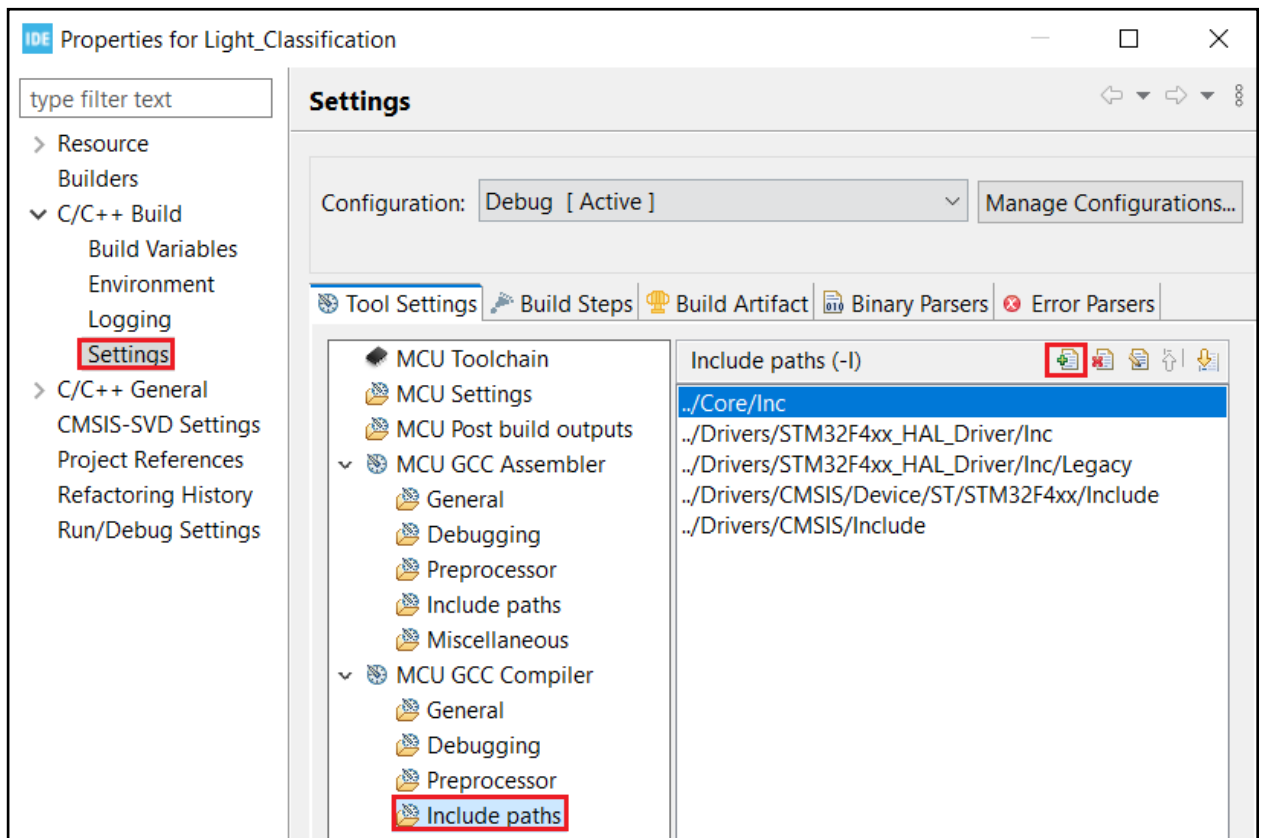 IDE Properties for Light_Classification
type filter text
Resource
Builders
C/C++ Build
Build Variables
Environment
Logging
Settings
C/C++ General
CMSIS-SVD Settings
Project References
Refactoring History
Run/Debug Settings
Settings
Configuration: Debug [ Active ] Manage Configurations...
Tool Settings Build Steps Build Artifact 010 Binary Parsers Error Parsers
MCU Toolchain
MCU Settings
MCU Post build outputs
MCU GCC Assembler
General
Debugging
Preprocessor
Include paths
Miscellaneous
MCU GCC Compiler
General
Debugging
Preprocessor
Include paths
Include paths (-I)
../Core/Inc
../Drivers/STM32F4xx_HAL_Driver/Inc
../Drivers/STM32F4xx_HAL_Driver/Inc/Legacy
../Drivers/CMSIS/Device/ST/STM32F4xx/Include
../Drivers/CMSIS/Include